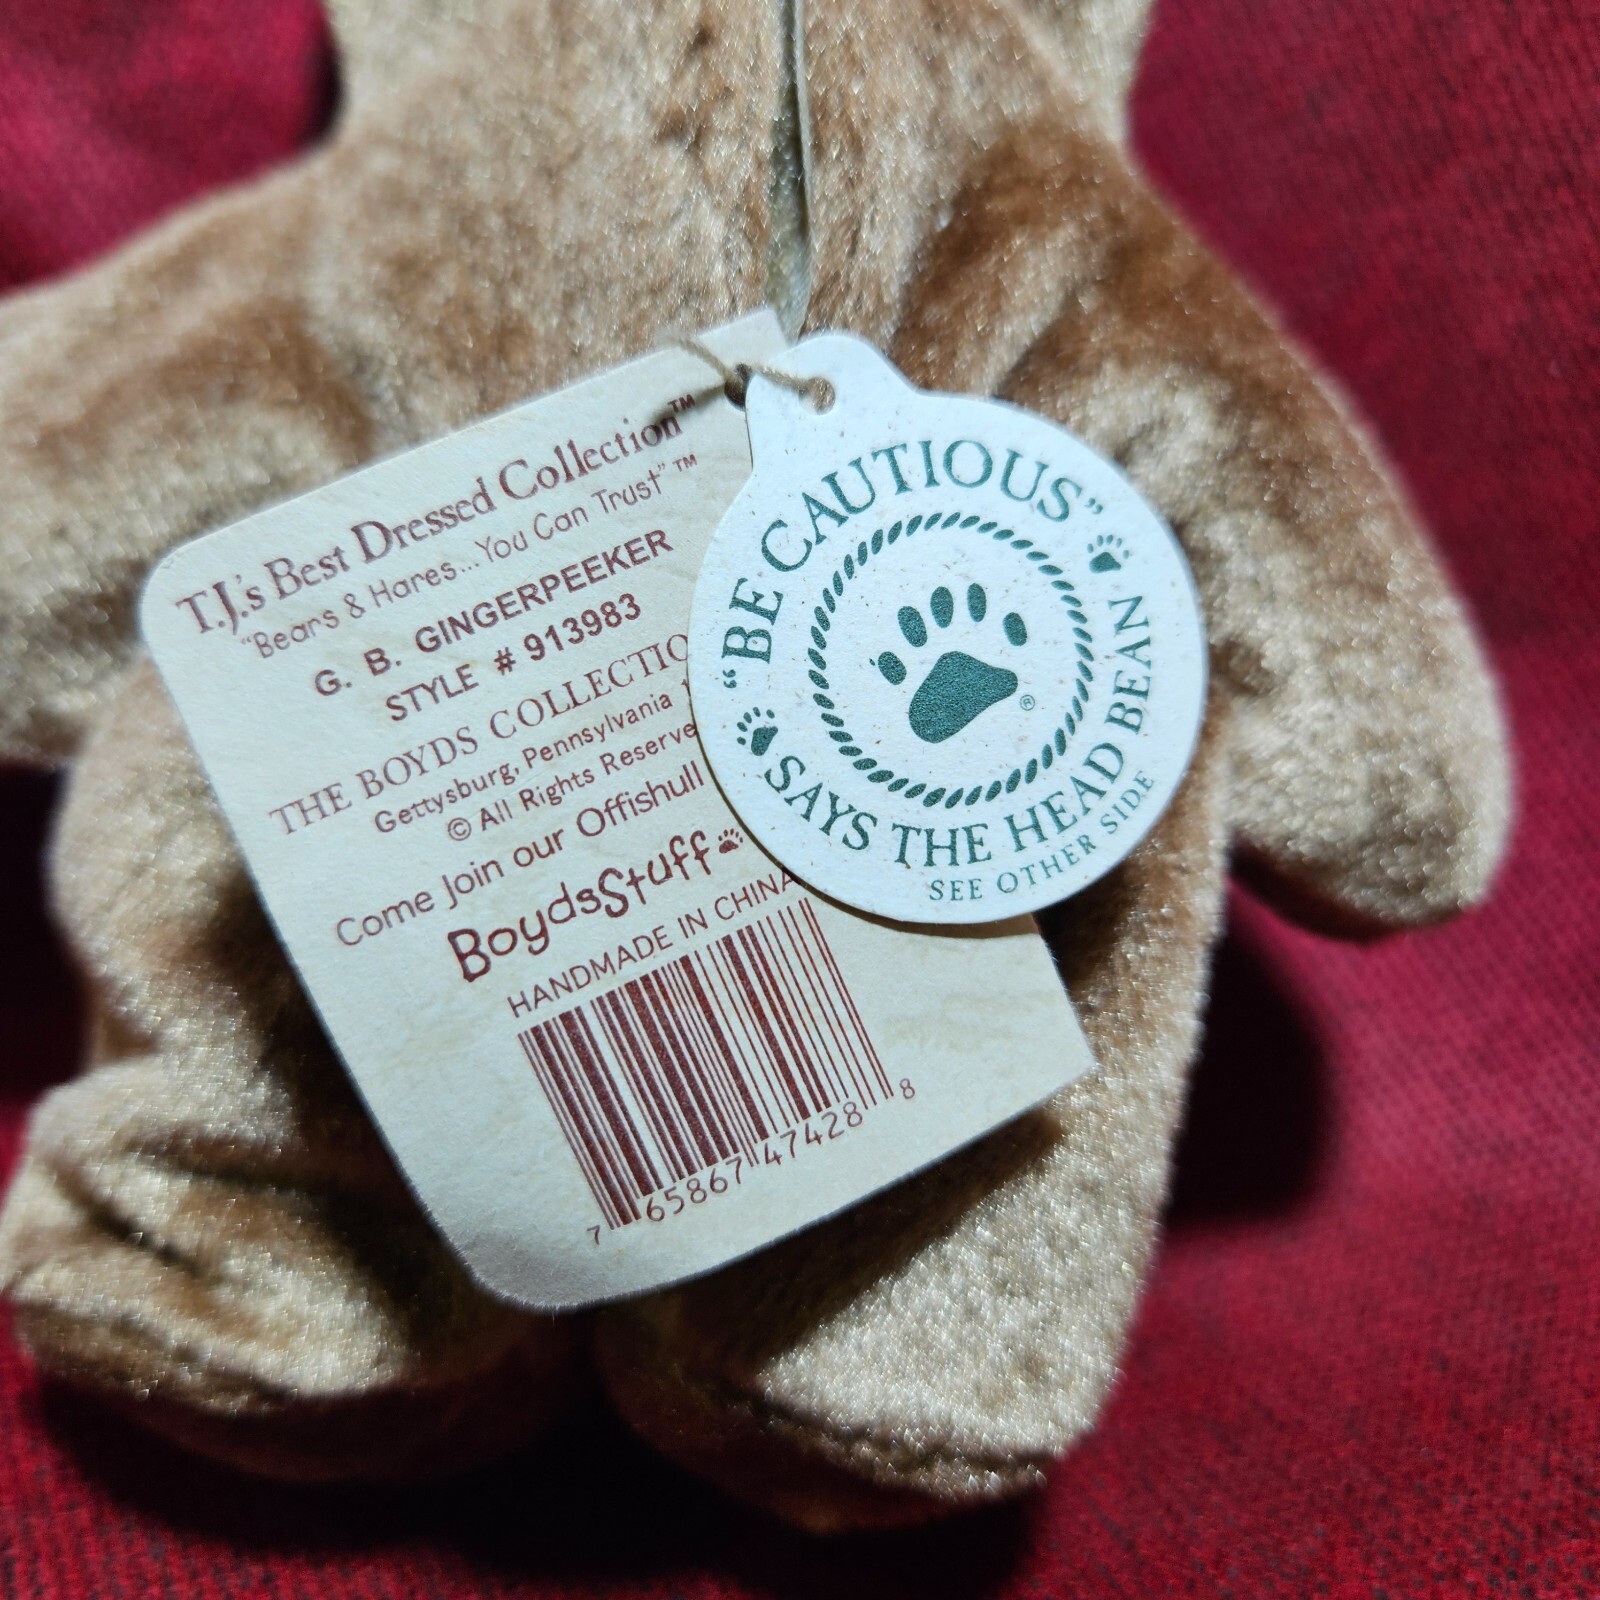 T.J.'s Best Dressed Collection™
"Bears & Hares... You Can Trust"™
G. B. GINGERPEEKER
STYLE # 913983
THE BOYDS COLLECTIO
Gettysburg, Pennsylvania
© All Rights Reserve
Come Join our Offishull
BoydsStuff
HANDMADE IN CHINA
7 65867 47428 8
"BE CAUTIOUS"
SAYS THE HEAD BEAN
SEE OTHER SIDE
®